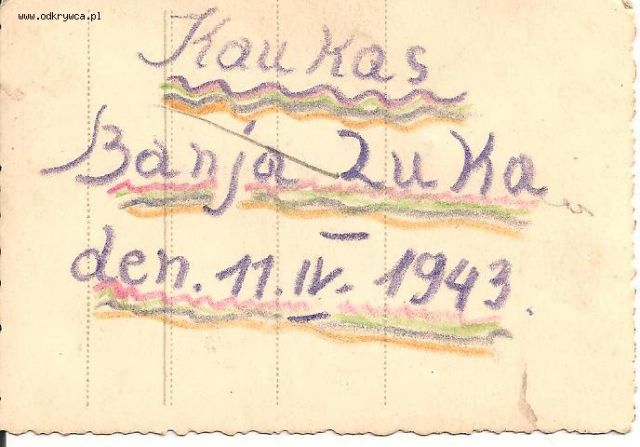 www.odkrywca.pl
Kaukas
Banja Luka
den. 11. IV. 1943.